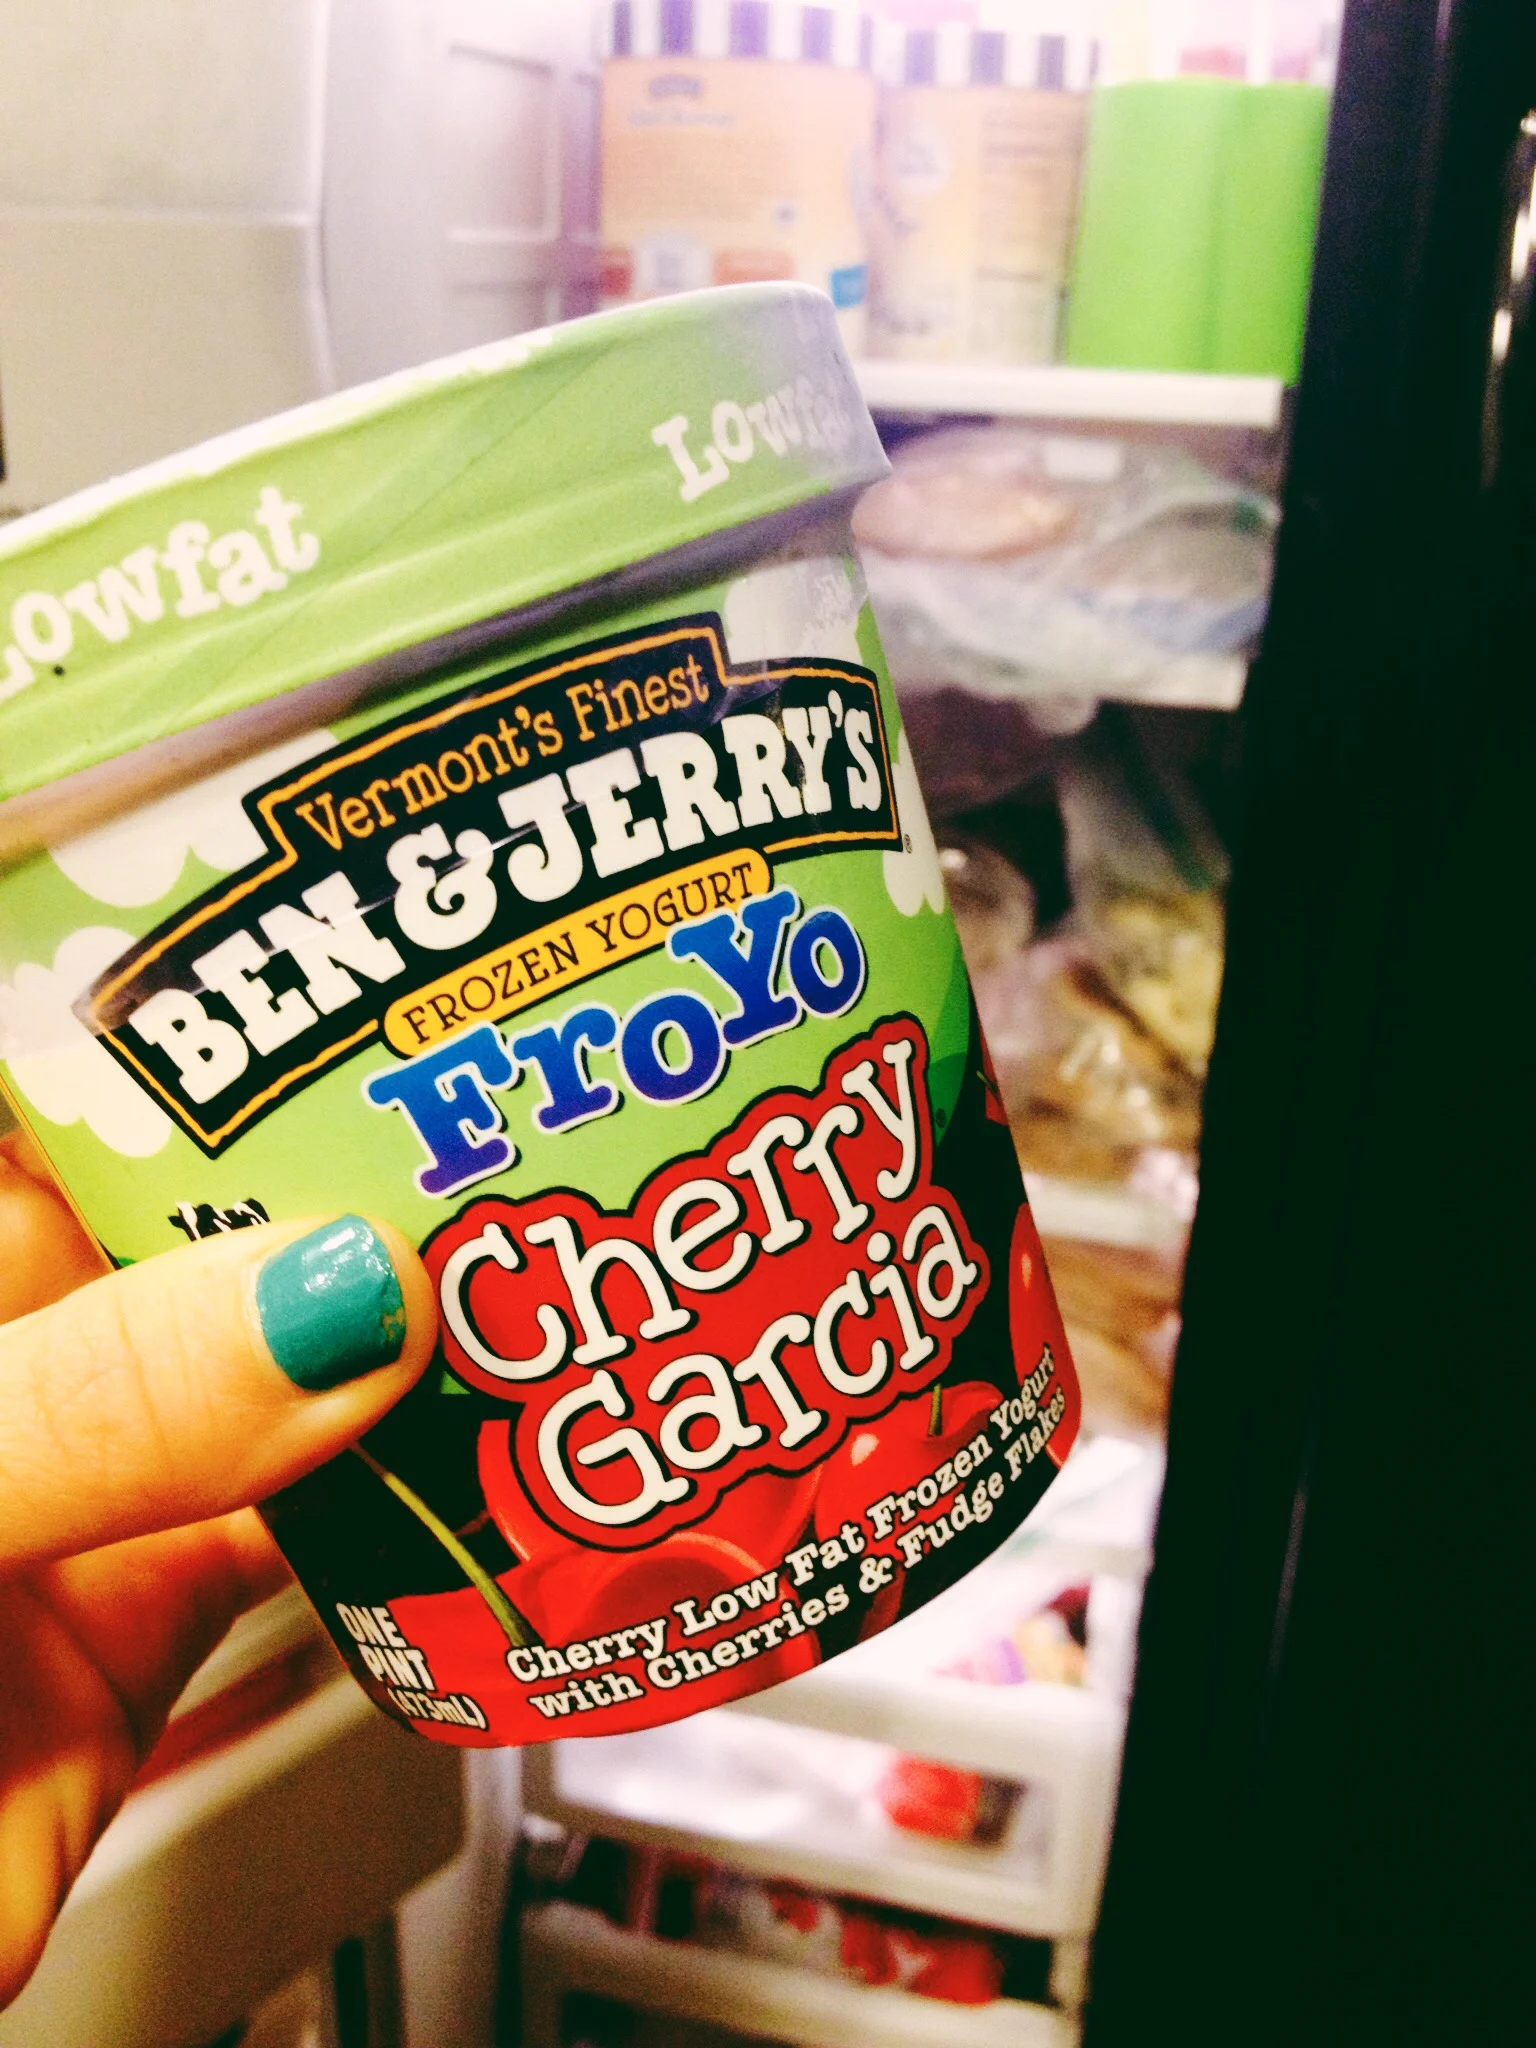 Lowfat
Lowfat
Vermont's Finest
BEN & JERRY'S®
FROZEN YOGURT
FroYo
Cherry
Garcia
Cherry Low Fat Frozen Yogurt
with Cherries & Fudge Flakes
ONE
PINT
(473mL)